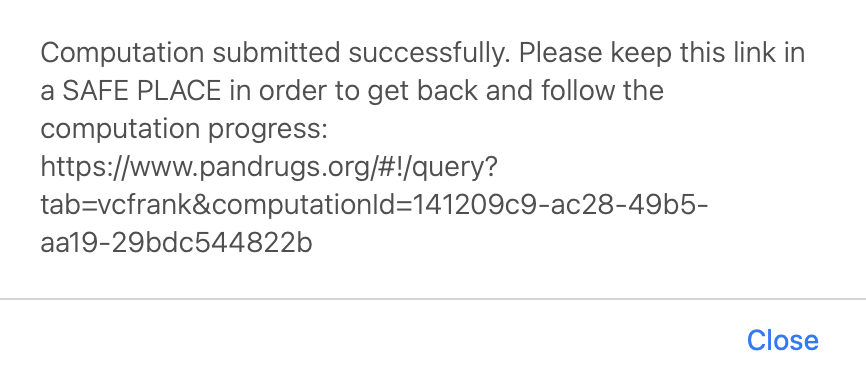 Computation submitted successfully. Please keep this link in
a SAFE PLACE in order to get back and follow the
computation progress:
https://www.pandrugs.org/#!/query?
tab=vcfrank&computationId=141209c9-ac28-49b5-
aa19-29bdc544822b
Close